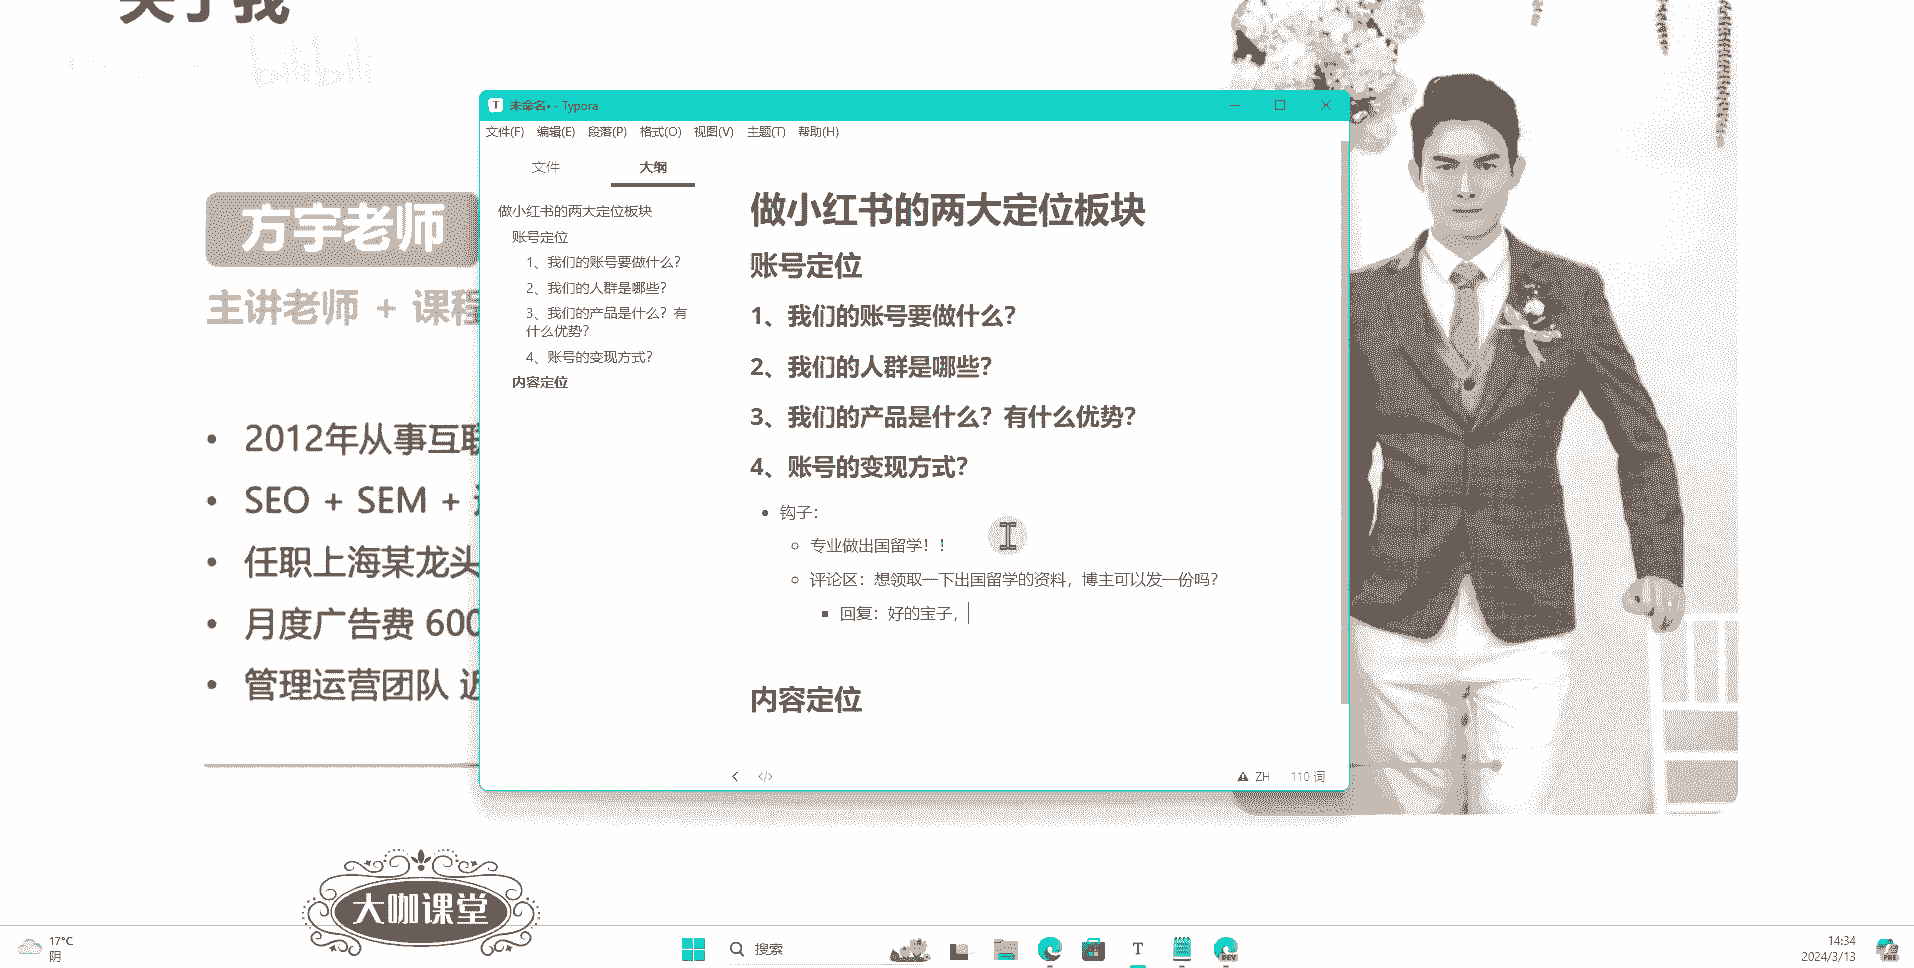 关于我
bilibili
方宇老师
主讲老师 + 课程
• 2012年从事互联
• SEO + SEM +
• 任职上海某龙头
• 月度广告费 600
• 管理运营团队 近
未命名• - Typora
文件(F) 编辑(E) 段落(P) 格式(O) 视图(V) 主题(T) 帮助(H)
文件 大纲
做小红书的两大定位板块
账号定位
1、我们的账号要做什么？
2、我们的人群是哪些？
3、我们的产品是什么？有
什么优势？
4、账号的变现方式？
内容定位
做小红书的两大定位板块
账号定位
1、我们的账号要做什么？
2、我们的人群是哪些？
3、我们的产品是什么？有什么优势？
4、账号的变现方式？
• 钩子：
专业做出国留学！！
评论区：想领取一下出国留学的资料，博主可以发一份吗？
回复：好的宝子，
内容定位
ZH 110 词
大咖课堂
17°C
阴
搜索
T
DEV
14:34
2024/3/13
PRE